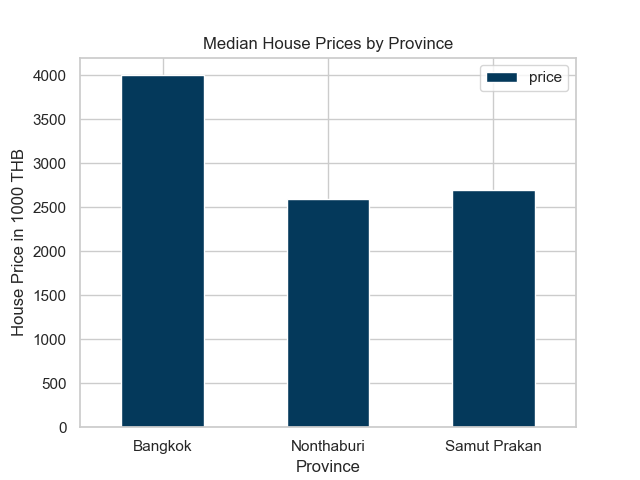 Median House Prices by Province
price
House Price in 1000 THB
4000
3500
3000
2500
2000
1500
1000
500
0
Bangkok
Nonthaburi
Samut Prakan
Province